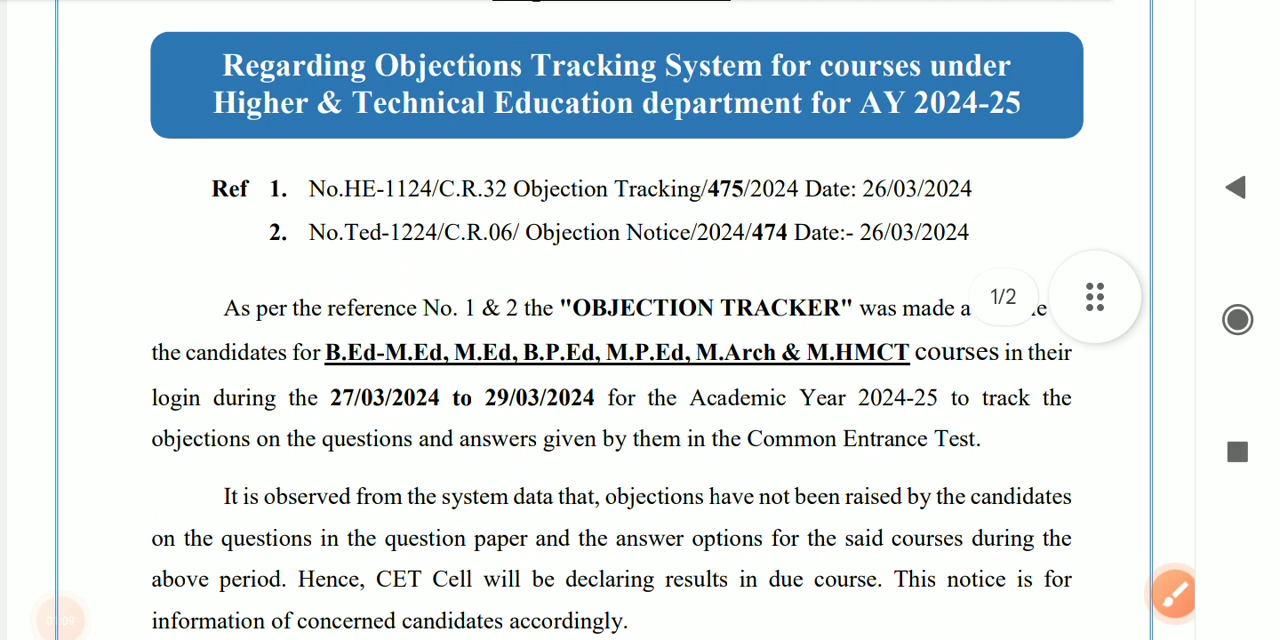 Regarding Objections Tracking System for courses under
Higher & Technical Education department for AY 2024-25
Ref 1. No.HE-1124/C.R.32 Objection Tracking/475/2024 Date: 26/03/2024
2. No.Ted-1224/C.R.06/ Objection Notice/2024/474 Date:- 26/03/2024
1/2
As per the reference No. 1 & 2 the "OBJECTION TRACKER" was made
the candidates for B.Ed-M.Ed, M.Ed, B.P.Ed, M.P.Ed, M.Arch & M.HMCT courses in their
login during the 27/03/2024 to 29/03/2024 for the Academic Year 2024-25 to track the
objections on the questions and answers given by them in the Common Entrance Test.
It is observed from the system data that, objections have not been raised by the candidates
on the questions in the question paper and the answer options for the said courses during the
above period. Hence, CET Cell will be declaring results in due course. This notice is for
information of concerned candidates accordingly.